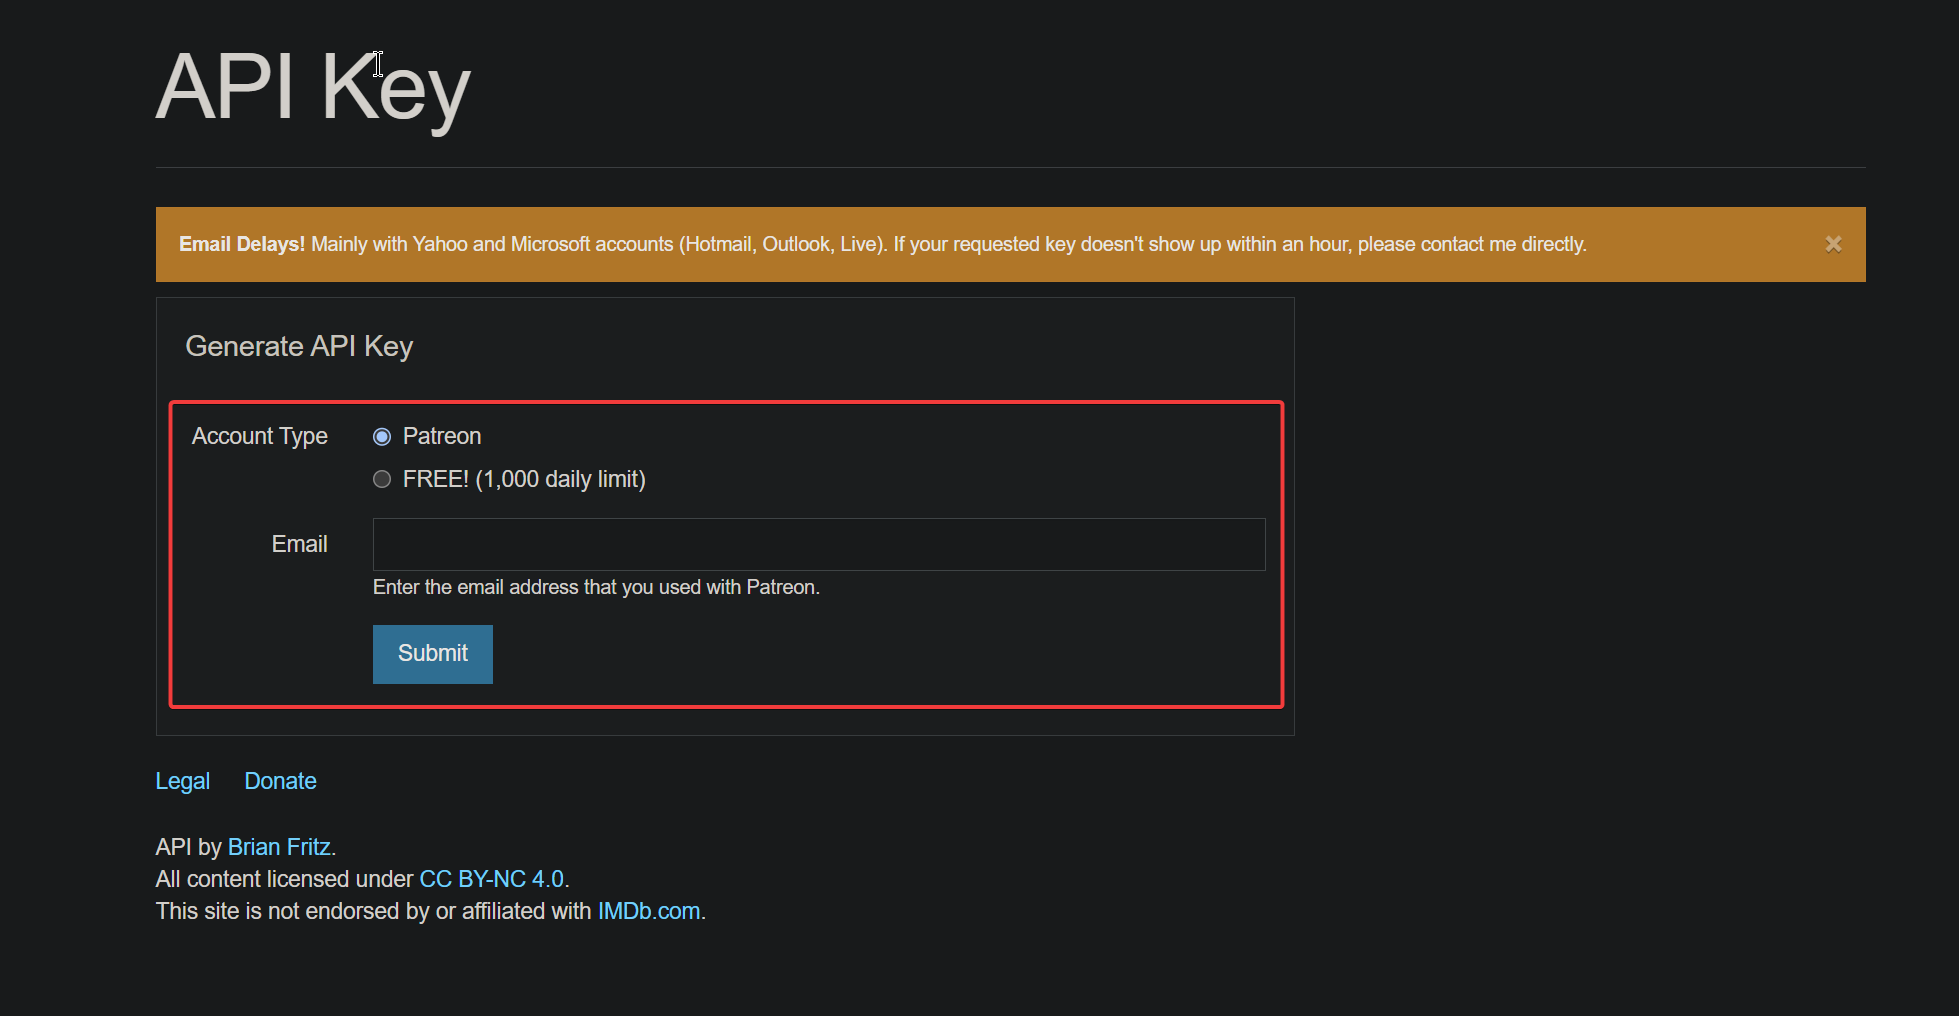 API Key
Email Delays! Mainly with Yahoo and Microsoft accounts (Hotmail, Outlook, Live). If your requested key doesn't show up within an hour, please contact me directly.
×
Generate API Key
Account Type
Patreon
FREE! (1,000 daily limit)
Email
Enter the email address that you used with Patreon.
Submit
Legal Donate
API by Brian Fritz.
All content licensed under CC BY-NC 4.0.
This site is not endorsed by or affiliated with IMDb.com.